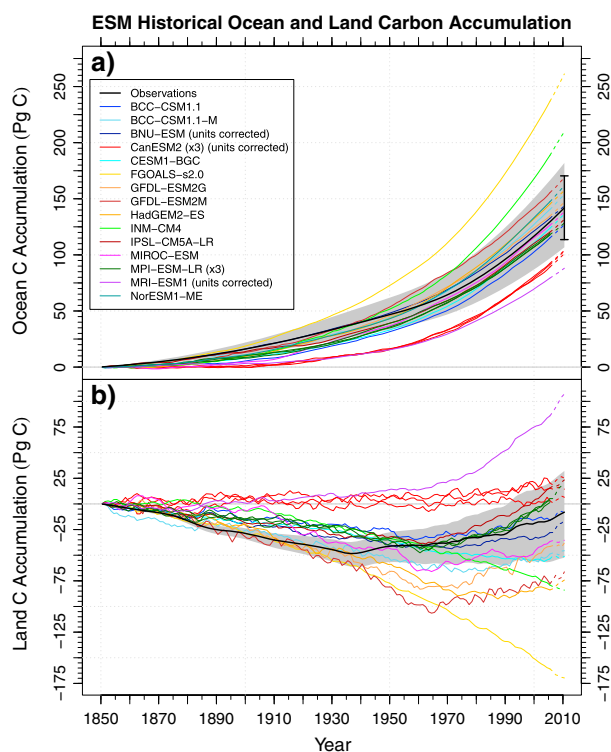 ESM Historical Ocean and Land Carbon Accumulation
a)
Ocean C Accumulation (Pg C)
0 50 100 150 200 250
0 50 100 150 200 250
Observations
BCC−CSM1.1
BCC−CSM1.1−M
BNU−ESM (units corrected)
CanESM2 (x3) (units corrected)
CESM1−BGC
FGOALS−s2.0
GFDL−ESM2G
GFDL−ESM2M
HadGEM2−ES
INM−CM4
IPSL−CM5A−LR
MIROC−ESM
MPI−ESM−LR (x3)
MRI−ESM1 (units corrected)
NorESM1−ME
b)
Land C Accumulation (Pg C)
−175 −125 −75 −25 25 75
−175 −125 −75 −25 25 75
1850 1870 1890 1910 1930 1950 1970 1990 2010
Year